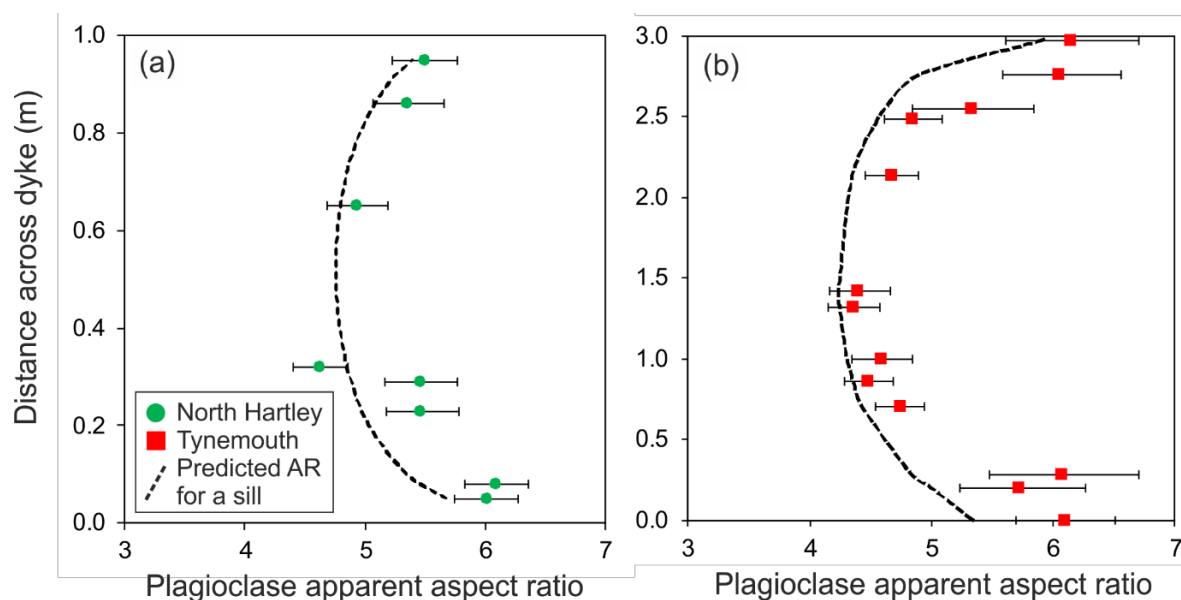 (a)
Distance across dyke (m)
1.0
0.8
0.6
0.4
0.2
0.0
North Hartley
Tynemouth
Predicted AR
for a sill
3 4 5 6 7
Plagioclase apparent aspect ratio
(b)
3.0
2.5
2.0
1.5
1.0
0.5
0.0
3 4 5 6 7
Plagioclase apparent aspect ratio